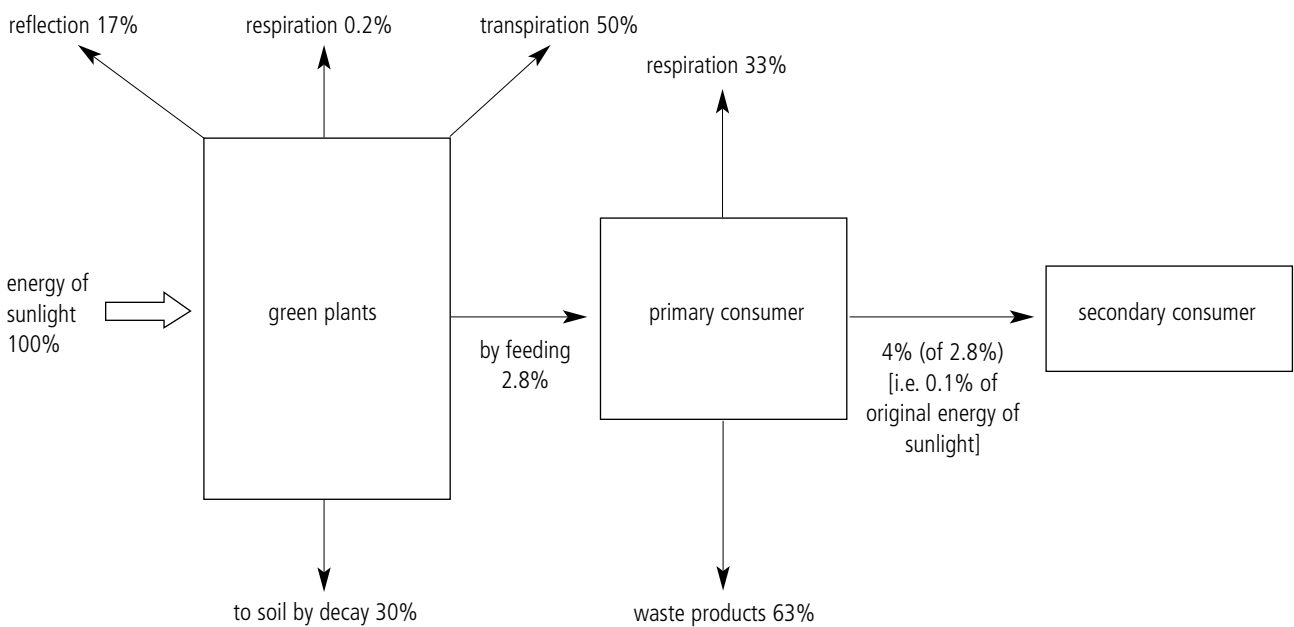 reflection 17%
respiration 0.2%
transpiration 50%
respiration 33%
energy of
sunlight
100%
green plants
by feeding
2.8%
primary consumer
4% (of 2.8%)
[i.e. 0.1% of
original energy of
sunlight]
secondary consumer
to soil by decay 30%
waste products 63%